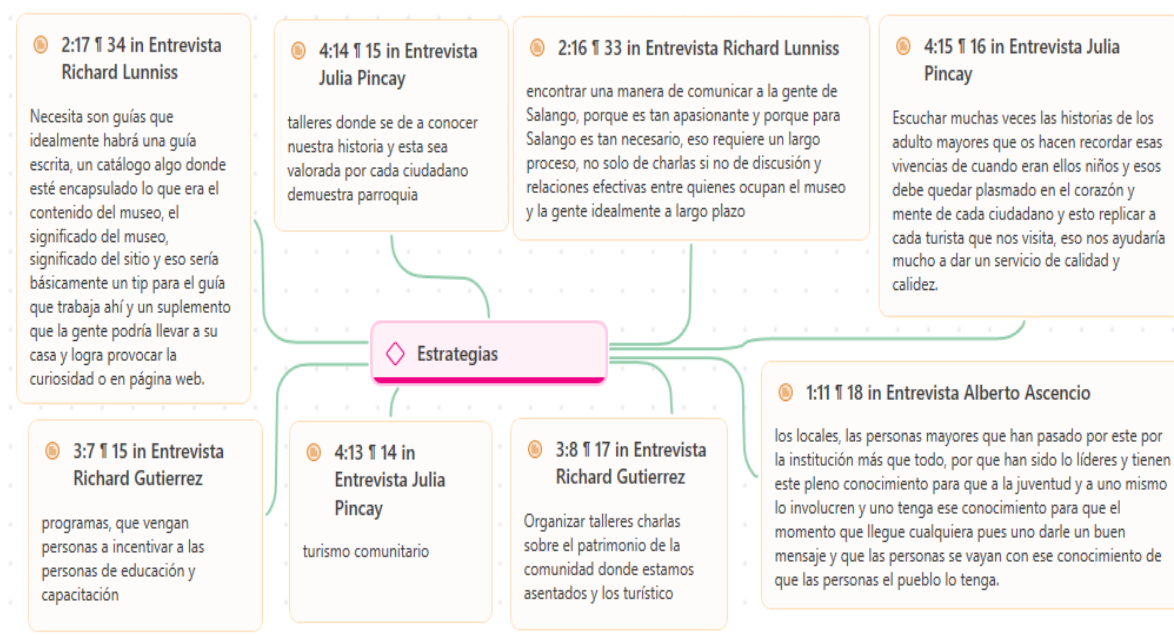 2:17 ¶ 34 in Entrevista
Richard Lunniss
Necesita son guías que
idealmente habrá una guía
escrita, un catálogo algo donde
esté encapsulado lo que era el
contenido del museo, el
significado del museo,
significado del sitio y eso sería
básicamente un tip para el guía
que trabaja ahí y un suplemento
que la gente podría llevar a su
casa y logra provocar la
curiosidad o en página web.
4:14 ¶ 15 in Entrevista
Julia Pincay
talleres donde se de a conocer
nuestra historia y esta sea
valorada por cada ciudadano
demuestra parroquia
2:16 ¶ 33 in Entrevista Richard Lunniss
encontrar una manera de comunicar a la gente de
Salango, porque es tan apasionante y porque para
Salango es tan necesario, eso requiere un largo
proceso, no solo de charlas si no de discusión y
relaciones efectivas entre quienes ocupan el museo
y la gente idealmente a largo plazo
4:15 ¶ 16 in Entrevista Julia
Pincay
Escuchar muchas veces las historias de los
adulto mayores que os hacen recordar esas
vivencias de cuando eran ellos niños y esos
debe quedar plasmado en el corazón y
mente de cada ciudadano y esto replicar a
cada turista que nos visita, eso nos ayudaría
mucho a dar un servicio de calidad y
calidez.
Estrategias
3:7 ¶ 15 in Entrevista
Richard Gutierrez
programas, que vengan
personas a incentivar a las
personas de educación y
capacitación
4:13 ¶ 14 in
Entrevista Julia
Pincay
turismo comunitario
3:8 ¶ 17 in Entrevista
Richard Gutierrez
Organizar talleres charlas
sobre el patrimonio de la
comunidad donde estamos
asentados y los turístico
1:11 ¶ 18 in Entrevista Alberto Ascencio
los locales, las personas mayores que han pasado por este por
la institución más que todo, por que han sido lo líderes y tienen
este pleno conocimiento para que a la juventud y a uno mismo
lo involucren y uno tenga ese conocimiento para que el
momento que llegue cualquiera pues uno darle un buen
mensaje y que las personas se vayan con ese conocimiento de
que las personas el pueblo lo tenga.